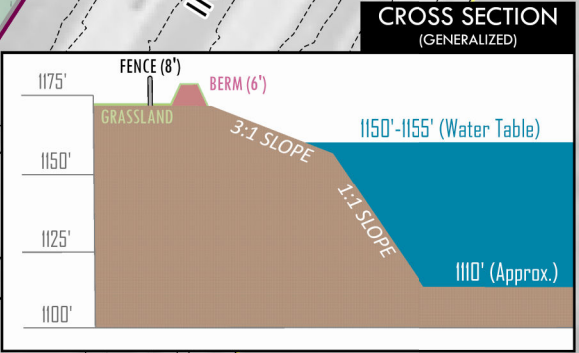 CROSS SECTION
(GENERALIZED)
1175'
FENCE (8')
BERM (6')
GRASSLAND
3:1 SLOPE
1150'-1155' (Water Table)
1150'
1:1 SLOPE
1125'
1110' (Approx.)
1100'